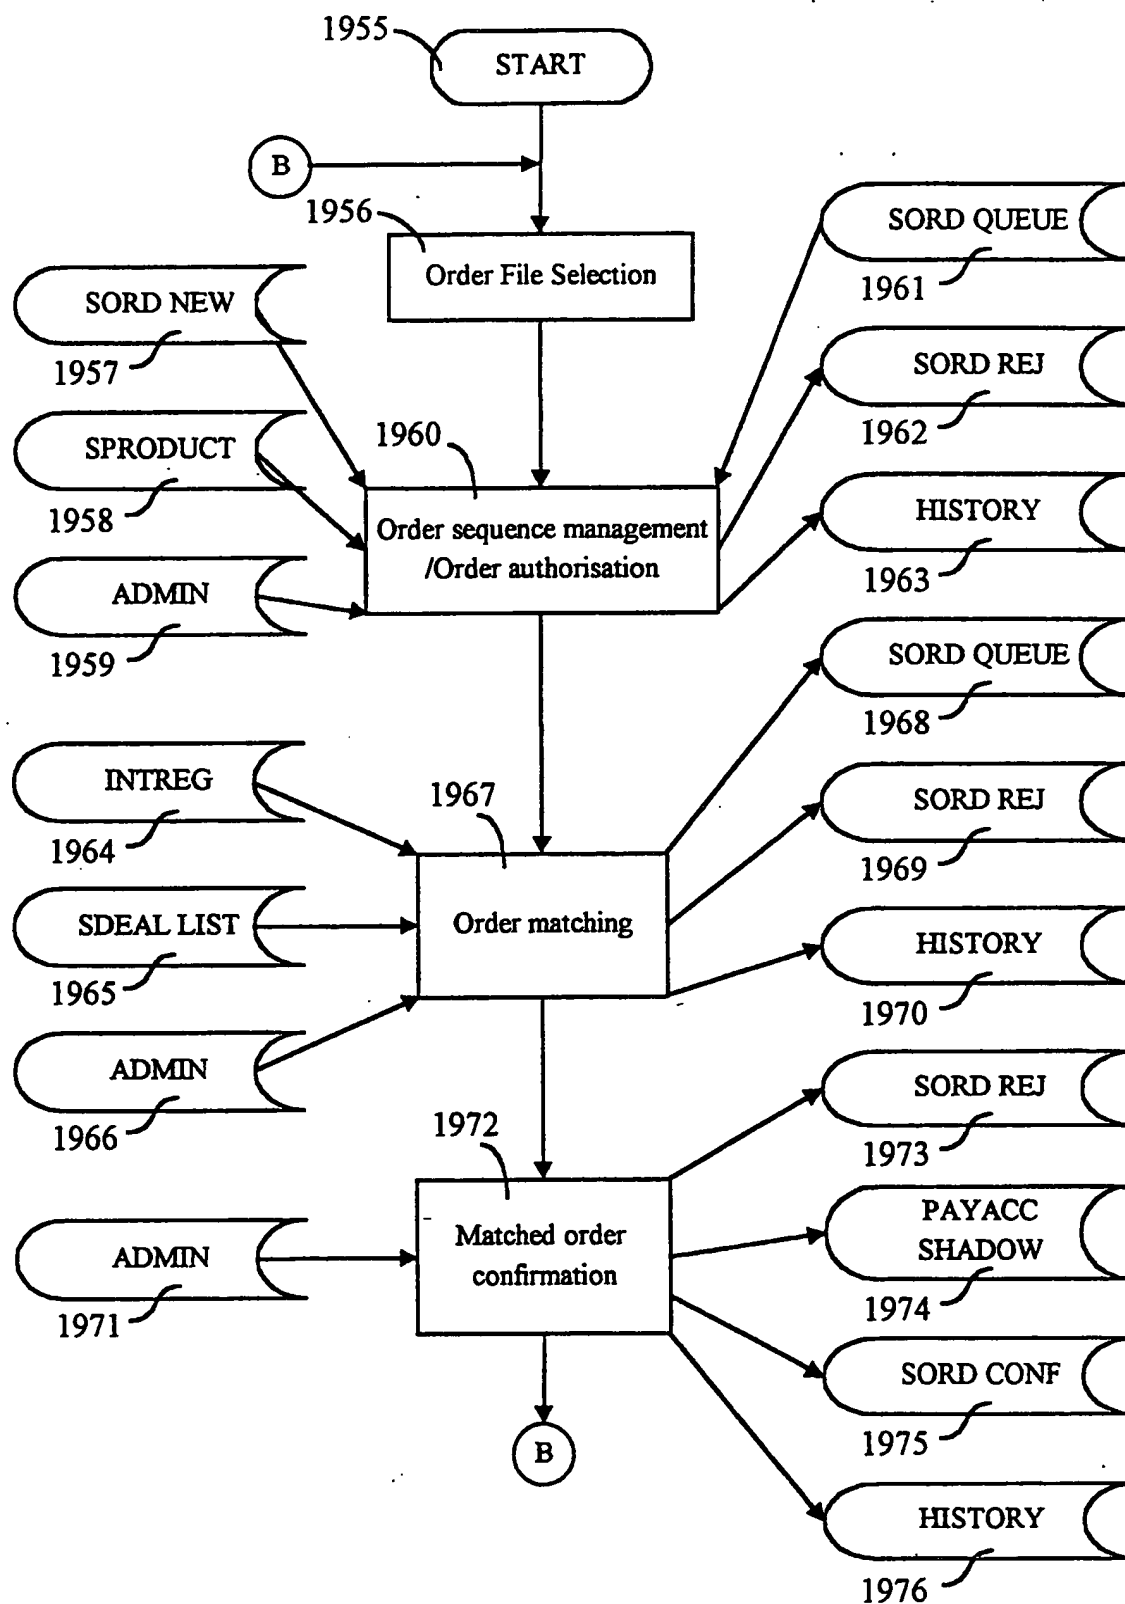 1955
START
B
1956
Order File Selection
SORD QUEUE
1961
SORD NEW
1957
SORD REJ
1962
SPRODUCT
1958
1960
Order sequence management
/Order authorisation
HISTORY
1963
ADMIN
1959
SORD QUEUE
1968
INTREG
1964
1967
SORD REJ
1969
SDEAL LIST
1965
Order matching
HISTORY
1970
ADMIN
1966
SORD REJ
1973
1972
Matched order
confirmation
PAYACC
SHADOW
1974
ADMIN
1971
SORD CONF
1975
B
HISTORY
1976